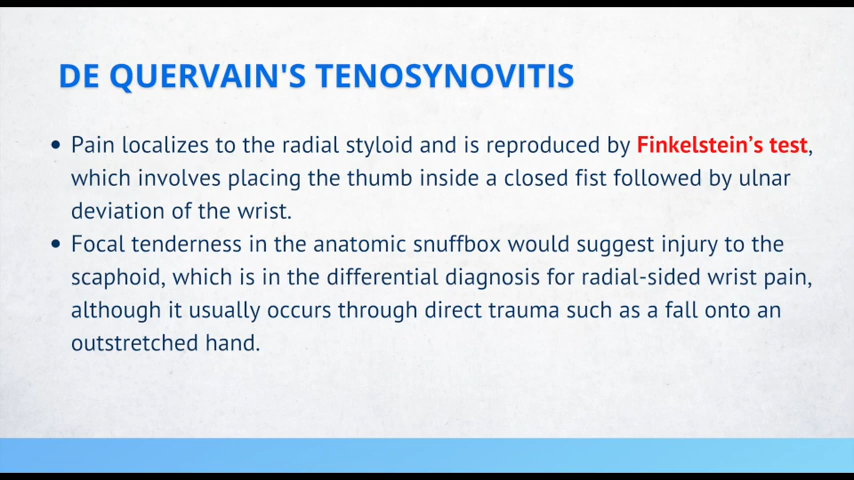 DE QUERVAIN'S TENOSYNOVITIS
• Pain localizes to the radial styloid and is reproduced by Finkelstein’s test,
which involves placing the thumb inside a closed fist followed by ulnar
deviation of the wrist.
• Focal tenderness in the anatomic snuffbox would suggest injury to the
scaphoid, which is in the differential diagnosis for radial-sided wrist pain,
although it usually occurs through direct trauma such as a fall onto an
outstretched hand.